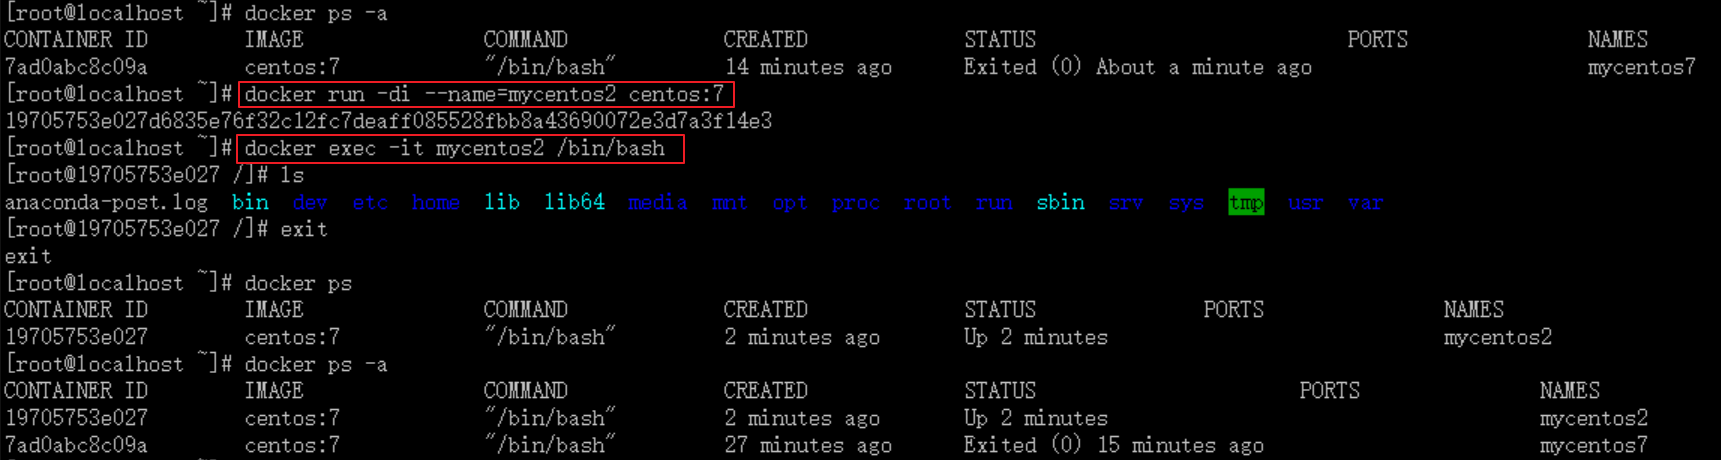 [root@localhost ~]# docker ps -a
CONTAINER ID IMAGE COMMAND CREATED STATUS PORTS NAMES
7ad0abc8c09a centos:7 "/bin/bash" 14 minutes ago Exited (0) About a minute ago mycentos7
[root@localhost ~]# docker run -di --name=mycentos2 centos:7
19705753e027d6835e76f32c12fc7deaff085528fbb8a43690072e3d7a3f14e3
[root@localhost ~]# docker exec -it mycentos2 /bin/bash
[root@19705753e027 /]# ls
anaconda-post.log bin dev etc home lib lib64 media mnt opt proc root run sbin srv sys tmp usr var
[root@19705753e027 /]# exit
exit
[root@localhost ~]# docker ps
CONTAINER ID IMAGE COMMAND CREATED STATUS PORTS NAMES
19705753e027 centos:7 "/bin/bash" 2 minutes ago Up 2 minutes mycentos2
[root@localhost ~]# docker ps -a
CONTAINER ID IMAGE COMMAND CREATED STATUS PORTS NAMES
19705753e027 centos:7 "/bin/bash" 2 minutes ago Up 2 minutes mycentos2
7ad0abc8c09a centos:7 "/bin/bash" 27 minutes ago Exited (0) 15 minutes ago mycentos7